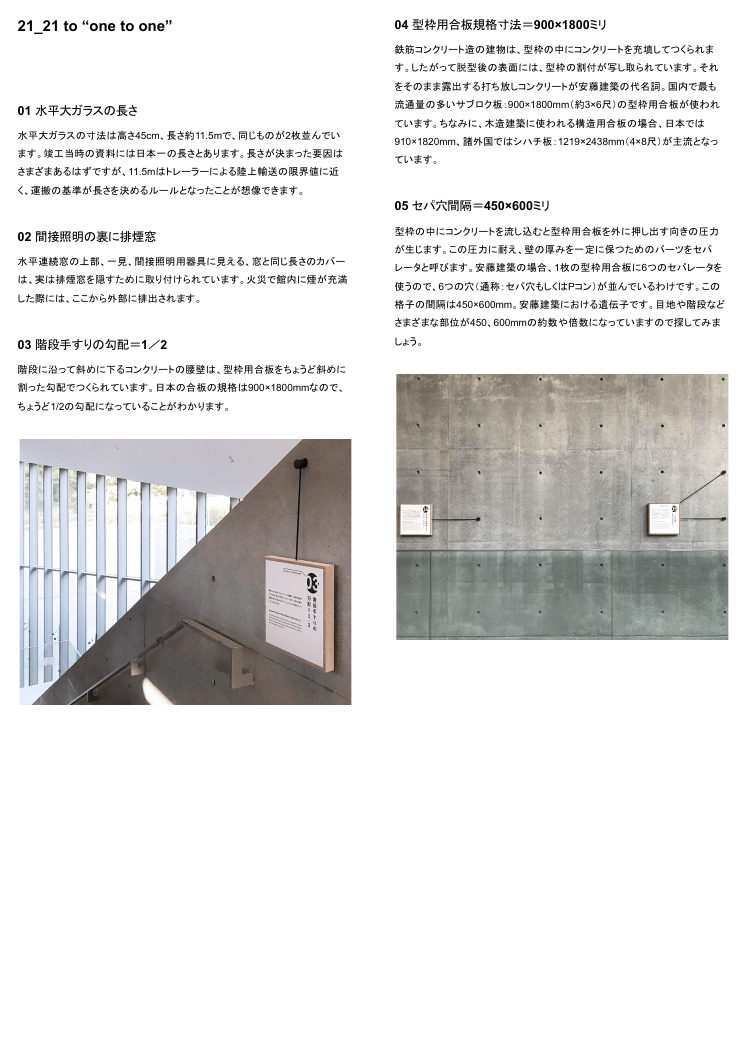 21_21 to “one to one”
01 水平大ガラスの長さ
水平大ガラスの寸法は高さ45cm、長さ約11.5mで、同じものが2枚並んでい
ます。竣工当時の資料には日本一の長さとあります。長さが決まった要因は
さまざまあるはずですが、11.5mはトレーラーによる陸上輸送の限界値に近
く、運搬の基準が長さを決めるルールとなったことが想像できます。
02 間接照明の裏に排煙窓
水平連続窓の上部、一見、間接照明用器具に見える、窓と同じ長さのカバー
は、実は排煙窓を隠すために取り付けられています。火災で館内に煙が充満
した際には、ここから外部に排出されます。
03 階段手すりの勾配＝1／2
階段に沿って斜めに下るコンクリートの腰壁は、型枠用合板をちょうど斜めに
割った勾配でつくられています。日本の合板の規格は900×1800mmなので、
ちょうど1/2の勾配になっていることがわかります。
03
階段手すりの
勾配＝1／2
04 型枠用合板規格寸法＝900×1800ミリ
鉄筋コンクリート造の建物は、型枠の中にコンクリートを充填してつくられま
す。したがって脱型後の表面には、型枠の割付が写し取られています。それ
をそのまま露出する打ち放しコンクリートが安藤建築の代名詞。国内で最も
流通量の多いサブロク板：900×1800mm（約3×6尺）の型枠用合板が使われ
ています。ちなみに、木造建築に使われる構造用合板の場合、日本では
910×1820mm、諸外国ではシハチ板：1219×2438mm（4×8尺）が主流となっ
ています。
05 セパ穴間隔＝450×600ミリ
型枠の中にコンクリートを流し込むと型枠用合板を外に押し出す向きの圧力
が生じます。この圧力に耐え、壁の厚みを一定に保つためのパーツをセパ
レータと呼びます。安藤建築の場合、1枚の型枠用合板に6つのセパレータを
使うので、6つの穴（通称：セパ穴もしくはPコン）が並んでいるわけです。この
格子の間隔は450×600mm。安藤建築における遺伝子です。目地や階段など
さまざまな部位が450、600mmの約数や倍数になっていますので探してみま
しょう。